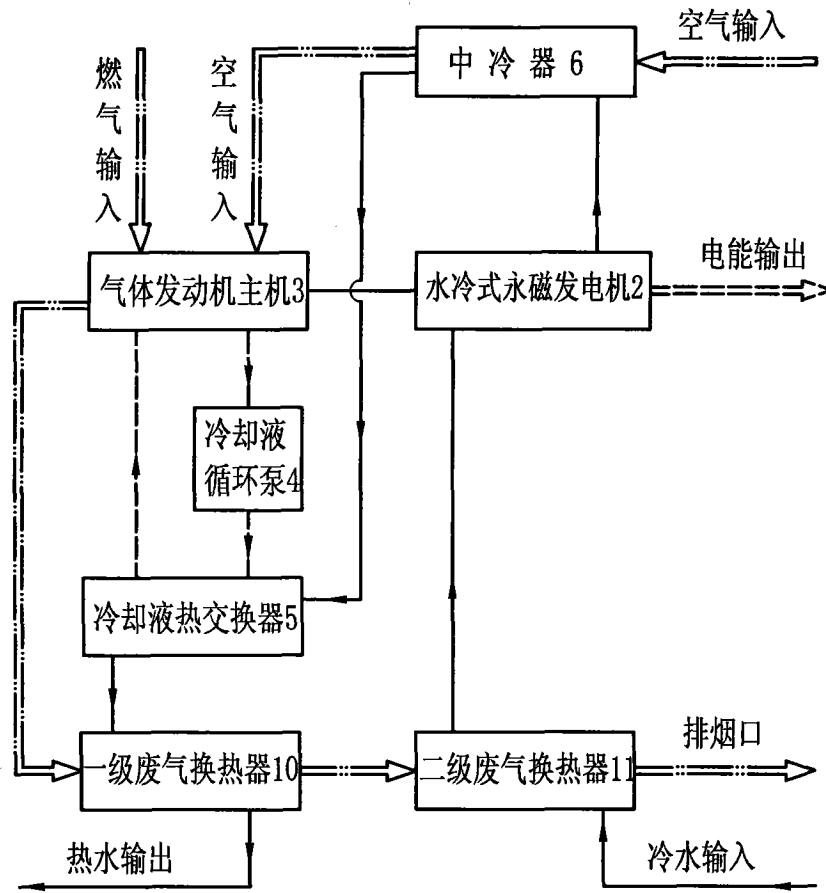 中冷器6
空气输入
燃气输入
空气输入
气体发动机主机3
水冷式永磁发电机2
电能输出
冷却液
循环泵4
冷却液热交换器5
一级废气换热器10
二级废气换热器11
排烟口
热水输出
冷水输入